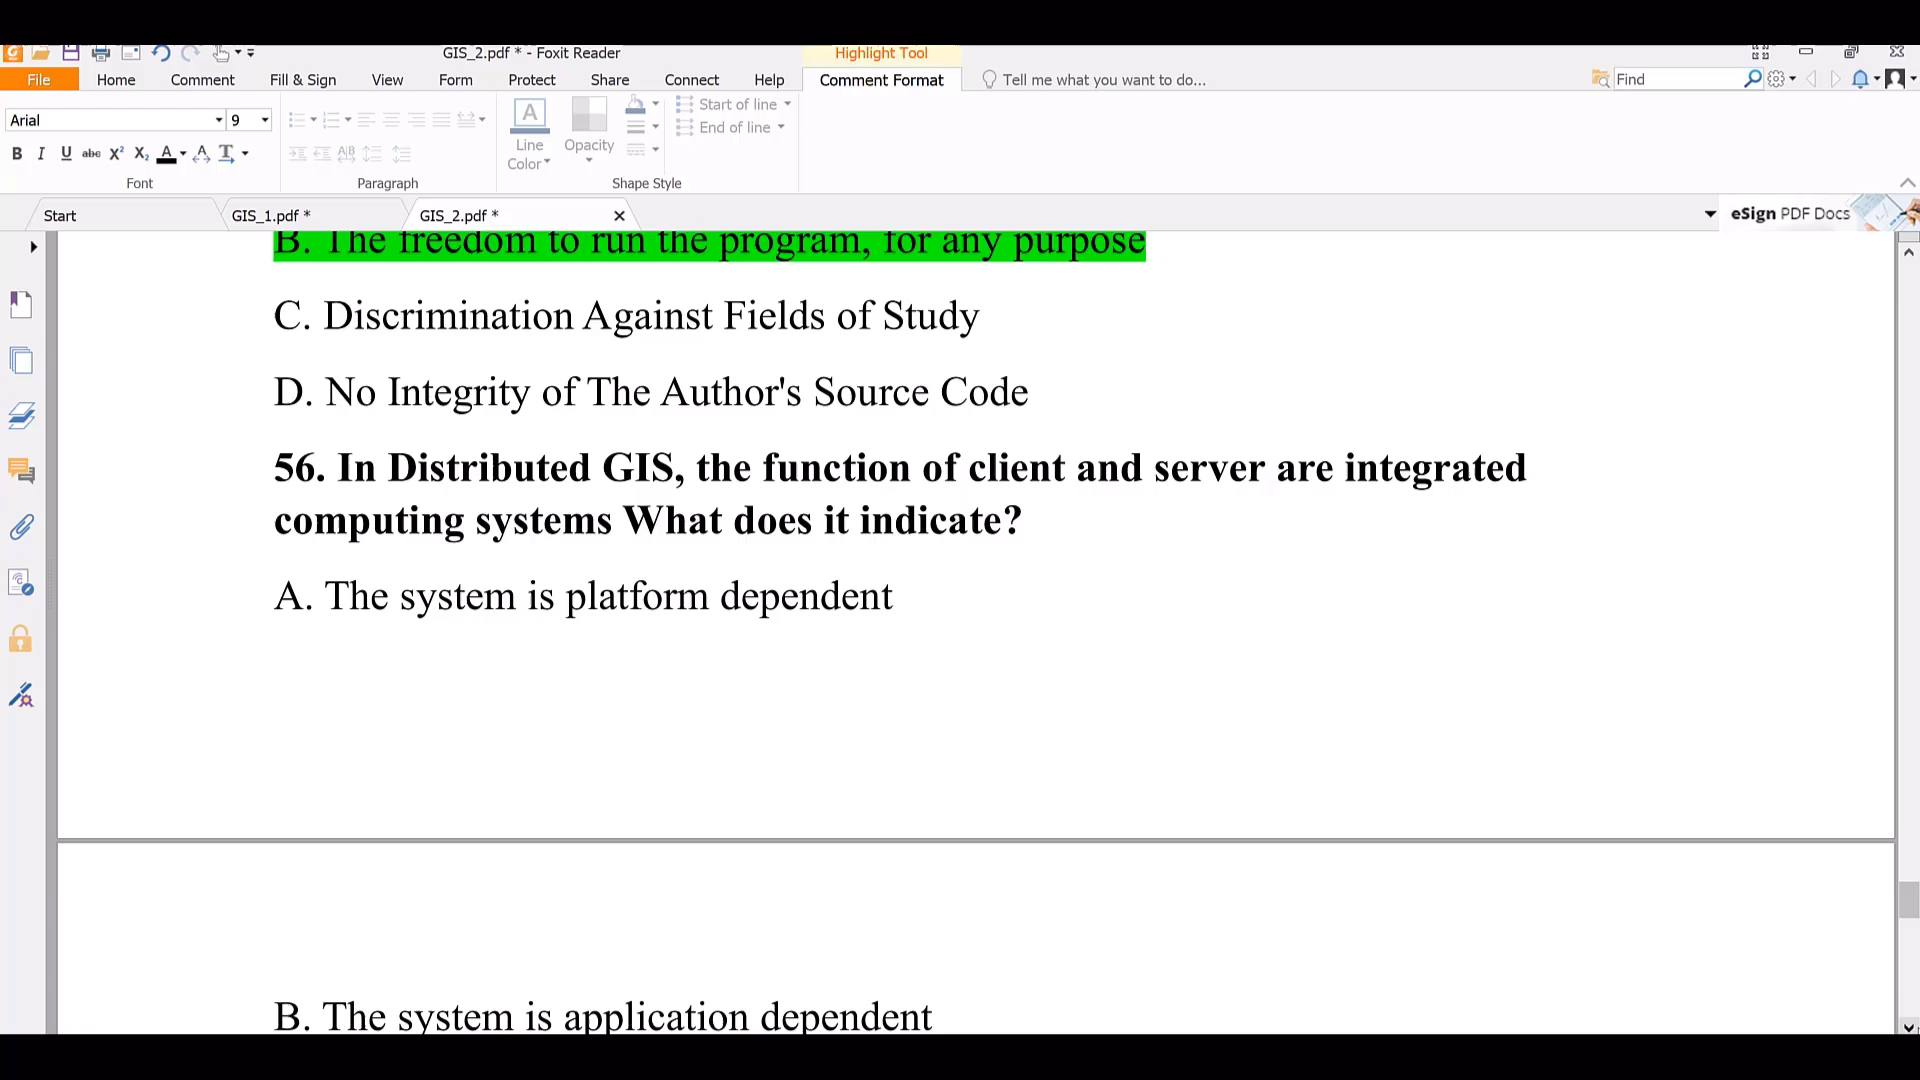 GIS_2.pdf * - Foxit Reader
Highlight Tool
File Home Comment Fill & Sign View Form Protect Share Connect Help Comment Format Tell me what you want to do... Find
Arial 9
Start of line
End of line
Line Color
Opacity
Font Paragraph Shape Style
Start GIS_1.pdf * GIS_2.pdf * eSign PDF Docs
B. The freedom to run the program, for any purpose
C. Discrimination Against Fields of Study
D. No Integrity of The Author's Source Code
56. In Distributed GIS, the function of client and server are integrated
computing systems What does it indicate?
A. The system is platform dependent
B. The system is application dependent